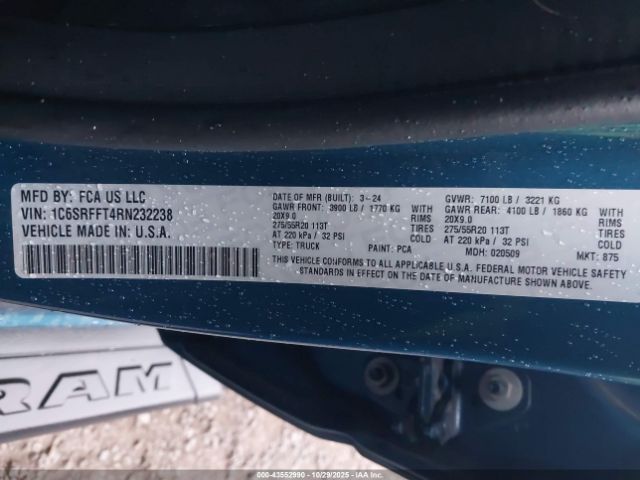 MFD BY: FCA US LLC
VIN: 1C6SRFFT4RN232238
VEHICLE MADE IN: U.S.A.
DATE OF MFR (BUILT): 3-24
GVWR: 7100 LB / 3221 KG
GAWR FRONT: 3900 LB / 1770 KG WITH
GAWR REAR: 4100 LB / 1860 KG WITH
20X9.0 RIMS
20X9.0 RIMS
275/55R20 113T TIRES
275/55R20 113T TIRES
AT 220 kPa / 32 PSI COLD
AT 220 kPa / 32 PSI COLD
TYPE: TRUCK PAINT: PCA MDH: 020509 MKT: 875
THIS VEHICLE CONFORMS TO ALL APPLICABLE U.S.A. FEDERAL MOTOR VEHICLE SAFETY
STANDARDS IN EFFECT ON THE DATE OF MANUFACTURE SHOWN ABOVE.
RAM
000-43552990 10/29/2025 IAA Inc.